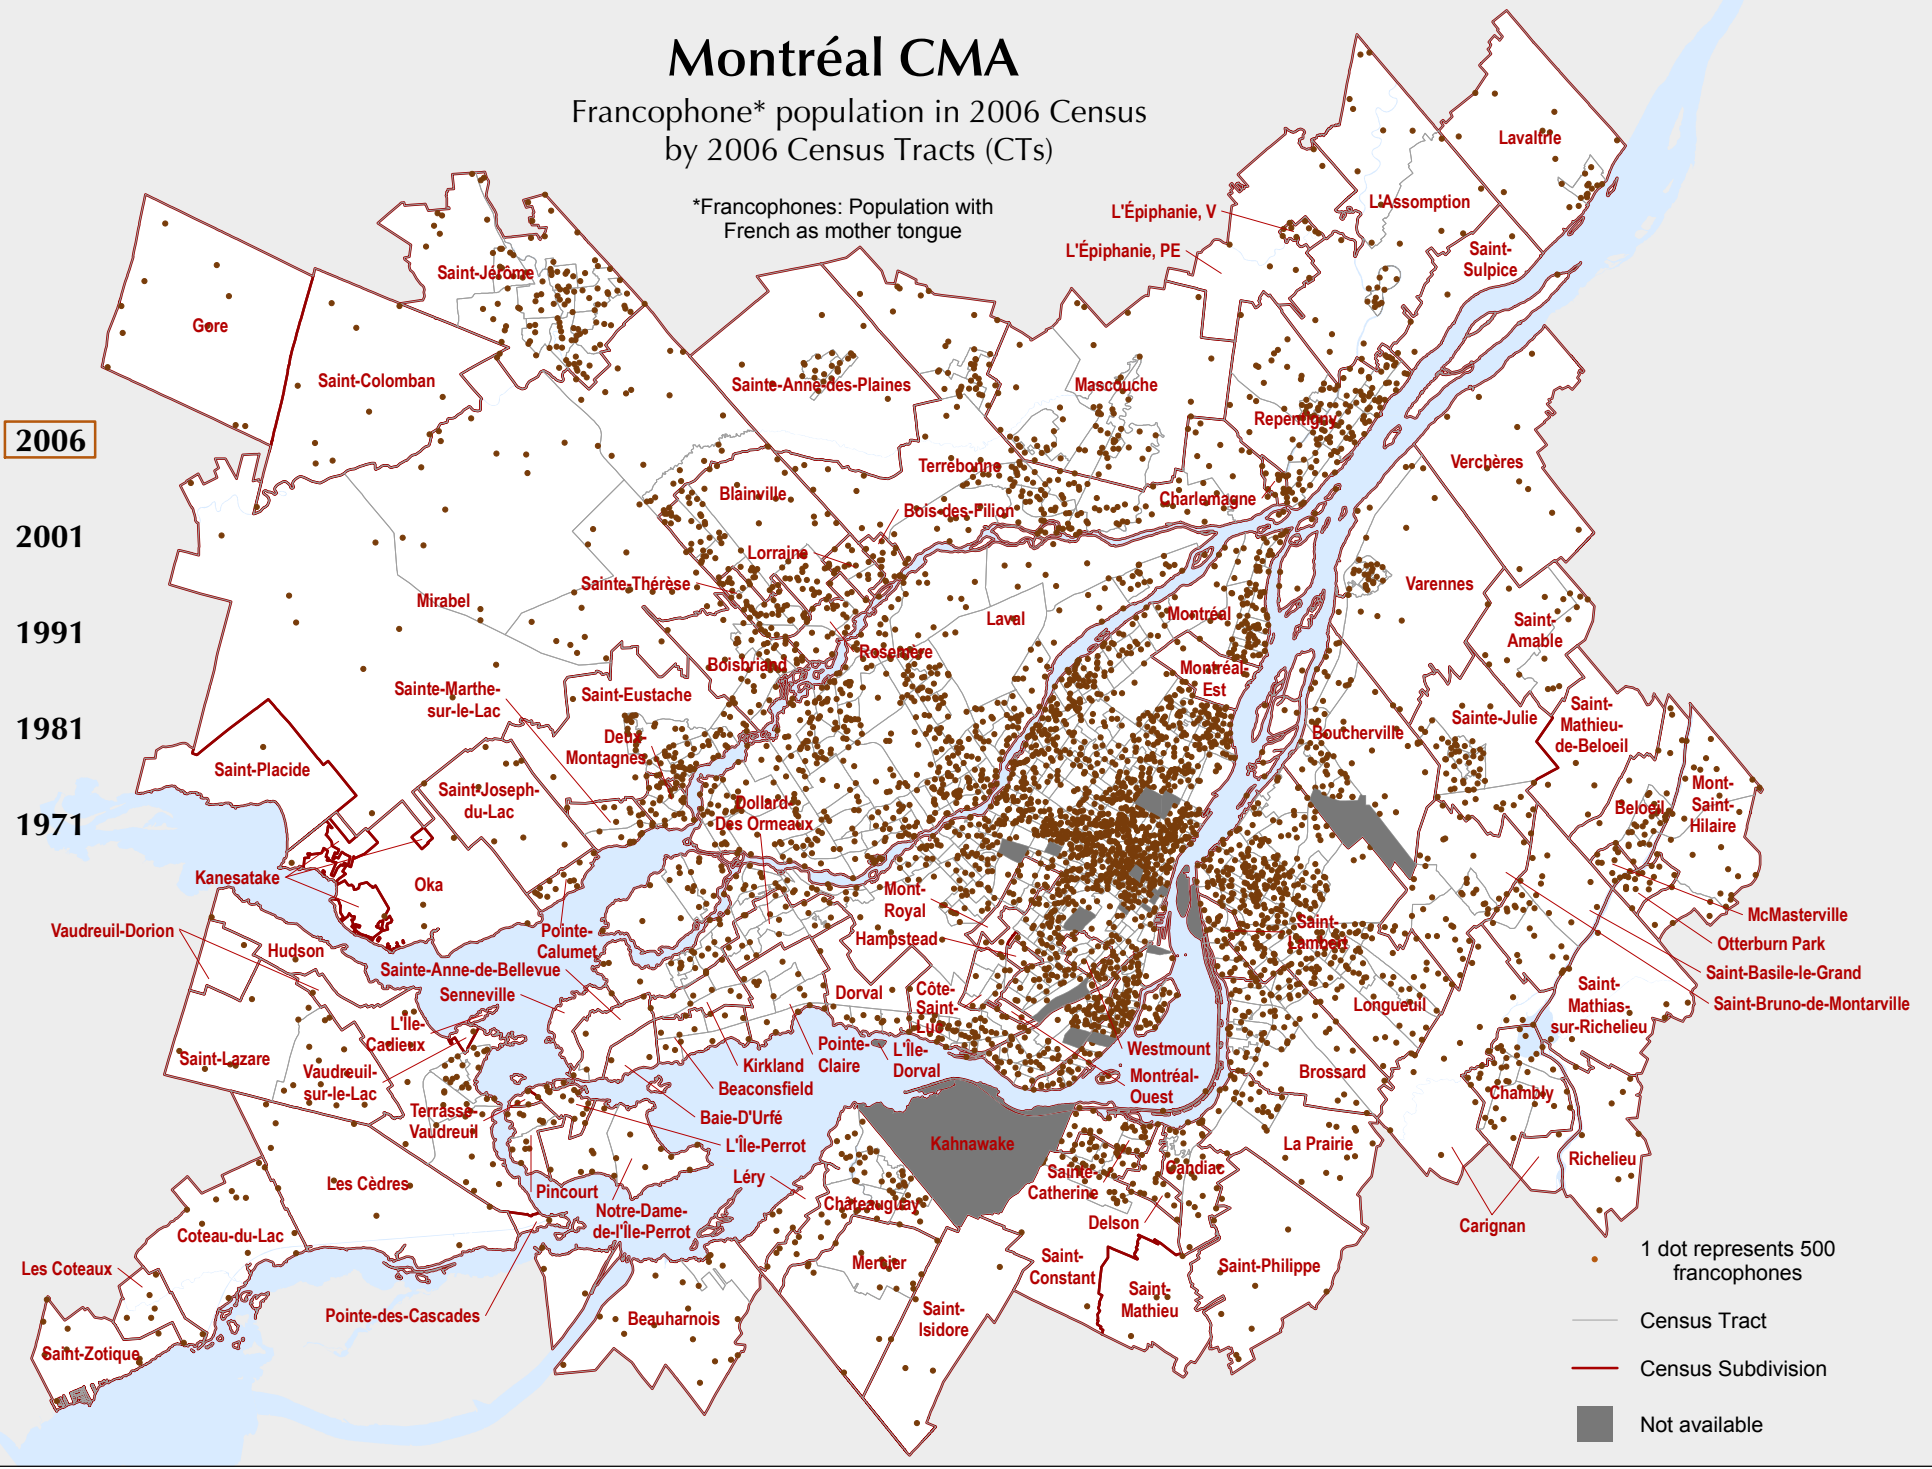 Montréal CMA
Francophone* population in 2006 Census
by 2006 Census Tracts (CTs)
*Francophones: Population with
French as mother tongue
2006
2001
1991
1981
1971
Lavaltrie
L'Assomption
L'Épiphanie, V
L'Épiphanie, PE
Saint-
Sulpice
Saint-Jérôme
Gore
Saint-Colomban
Sainte-Anne-des-Plaines
Mascouche
Repentigny
Verchères
Terrebonne
Blainville
Charlemagne
Bois-des-Filion
Lorraine
Sainte-Thérèse
Mirabel
Varennes
Laval
Montréal
Saint-
Amable
Rosemère
Boisbriand
Montréal-
Est
Saint-Eustache
Sainte-Marthe-
sur-le-Lac
Deux-
Montagnes
Boucherville
Sainte-Julie
Saint-
Mathieu-
de-Beloeil
Saint-Placide
Saint-Joseph-
du-Lac
Dollard-
Des Ormeaux
Beloeil
Mont-
Saint-
Hilaire
Kanesatake
Oka
Mont-
Royal
McMasterville
Vaudreuil-Dorion
Hudson
Pointe-
Calumet
Hampstead
Saint-
Lambert
Otterburn Park
Sainte-Anne-de-Bellevue
Saint-Basile-le-Grand
Senneville
Dorval
Côte-
Saint-
Luc
Longueuil
Saint-
Mathias-
sur-Richelieu
Saint-Bruno-de-Montarville
L'Île-
Cadieux
Saint-Lazare
Vaudreuil-
sur-le-Lac
Pointe-
Claire
L'Île-
Dorval
Kirkland
Beaconsfield
Westmount
Montréal-
Ouest
Brossard
Chambly
Terrasse-
Vaudreuil
Baie-D'Urfé
L'Île-Perrot
Kahnawake
La Prairie
Richelieu
Les Cèdres
Pincourt
Léry
Sainte-
Catherine
Candiac
Notre-Dame-
de-l'Île-Perrot
Châteauguay
Delson
Carignan
Coteau-du-Lac
Les Coteaux
Mercier
Saint-
Constant
Saint-Philippe
Saint-
Mathieu
Pointe-des-Cascades
Beauharnois
Saint-
Isidore
Saint-Zotique
1 dot represents 500
francophones
Census Tract
Census Subdivision
Not available